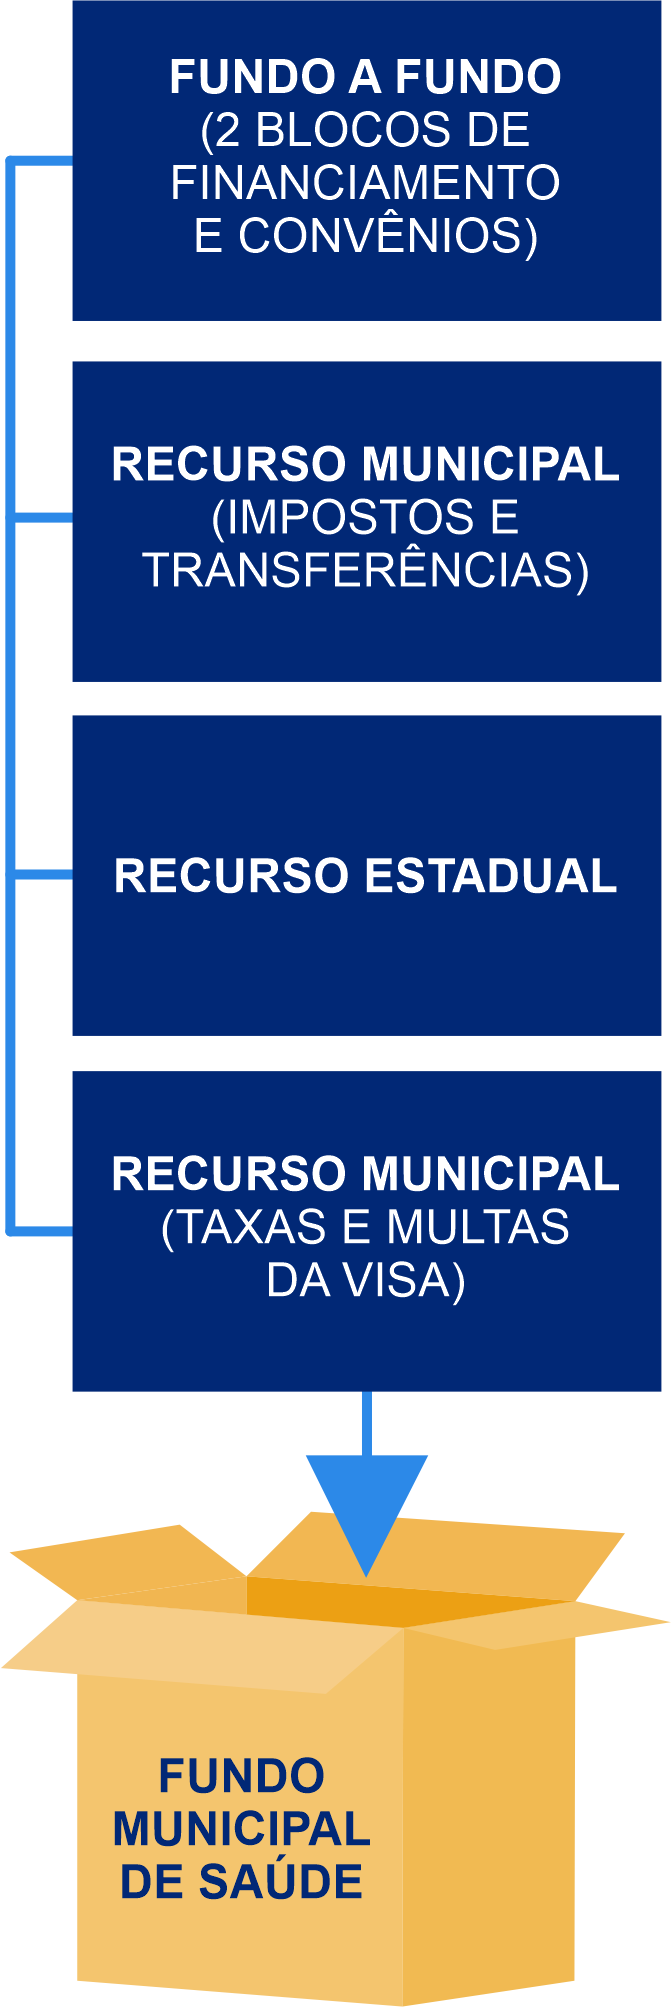 FUNDO A FUNDO
(2 BLOCOS DE
FINANCIAMENTO
E CONVÊNIOS)
RECURSO MUNICIPAL
(IMPOSTOS E
TRANSFERÊNCIAS)
RECURSO ESTADUAL
RECURSO MUNICIPAL
(TAXAS E MULTAS
DA VISA)
FUNDO
MUNICIPAL
DE SAÚDE